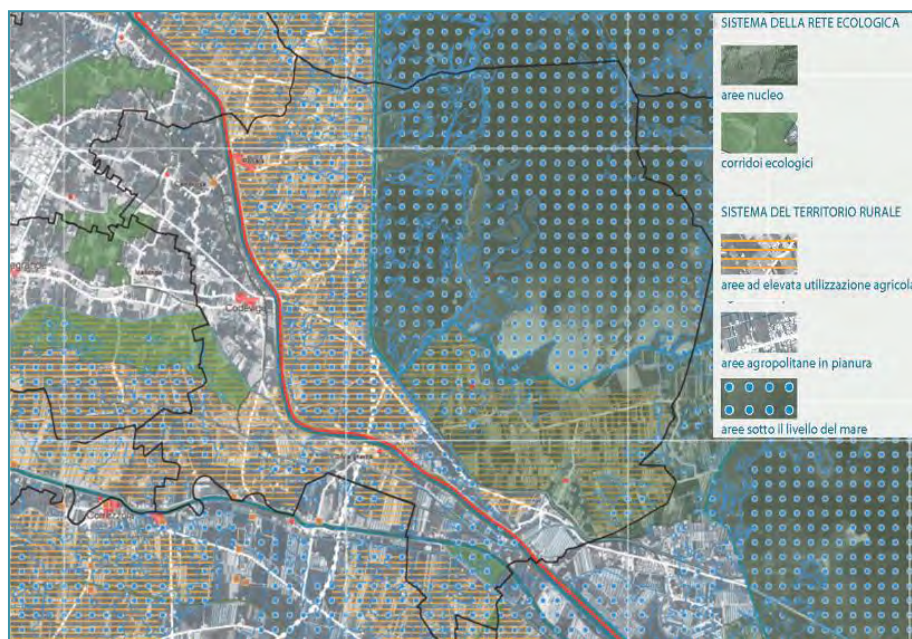 SISTEMA DELLA RETE ECOLOGICA
aree nucleo
corridoi ecologici
SISTEMA DEL TERRITORIO RURALE
aree ad elevata utilizzazione agricola
aree agropolitane in pianura
aree sotto il livello del mare